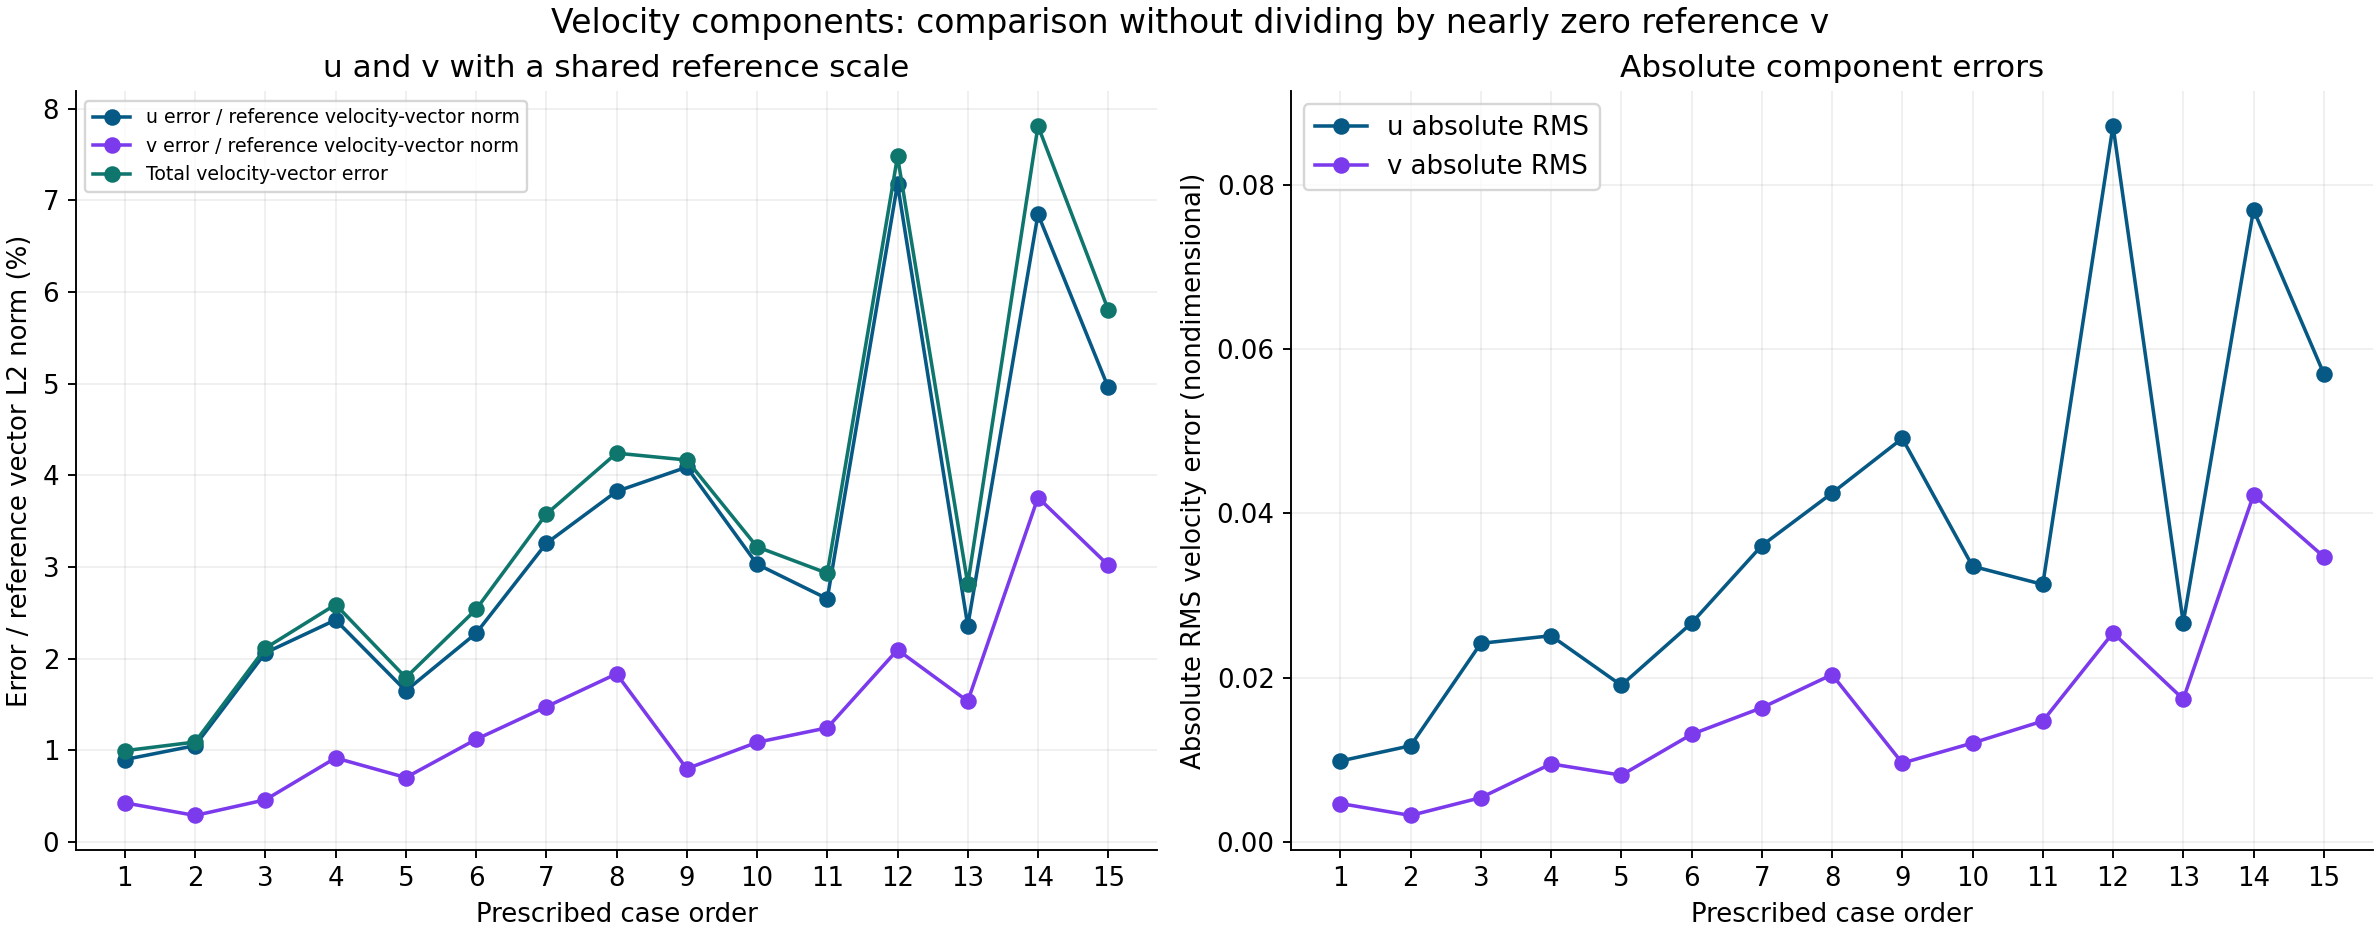 Velocity components: comparison without dividing by nearly zero reference v
u and v with a shared reference scale
u error / reference velocity-vector norm
v error / reference velocity-vector norm
Total velocity-vector error
Error / reference vector L2 norm (%)
8
7
6
5
4
3
2
1
0
1 2 3 4 5 6 7 8 9 10 11 12 13 14 15
Prescribed case order
Absolute component errors
u absolute RMS
v absolute RMS
Absolute RMS velocity error (nondimensional)
0.08
0.06
0.04
0.02
0.00
1 2 3 4 5 6 7 8 9 10 11 12 13 14 15
Prescribed case order